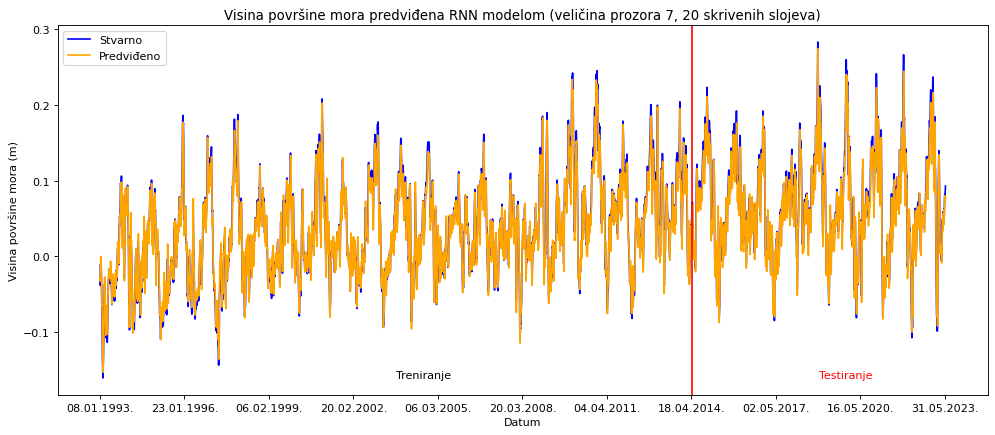 Visina površine mora predviđena RNN modelom (veličina prozora 7, 20 skrivenih slojeva)
Stvarno
Predviđeno
Visina površine mora (m)
0.3
0.2
0.1
0.0
−0.1
Treniranje
Testiranje
08.01.1993.
23.01.1996.
06.02.1999.
20.02.2002.
06.03.2005.
20.03.2008.
04.04.2011.
18.04.2014.
02.05.2017.
16.05.2020.
31.05.2023.
Datum